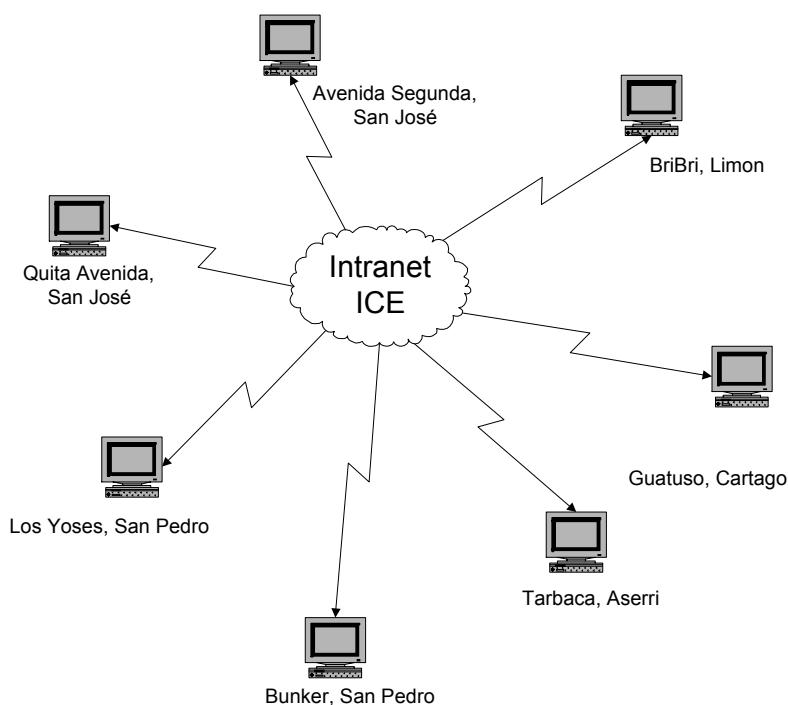 Avenida Segunda,
San José
BriBri, Limon
Quita Avenida,
San José
Intranet
ICE
Guatuso, Cartago
Los Yoses, San Pedro
Tarbaca, Aserri
Bunker, San Pedro